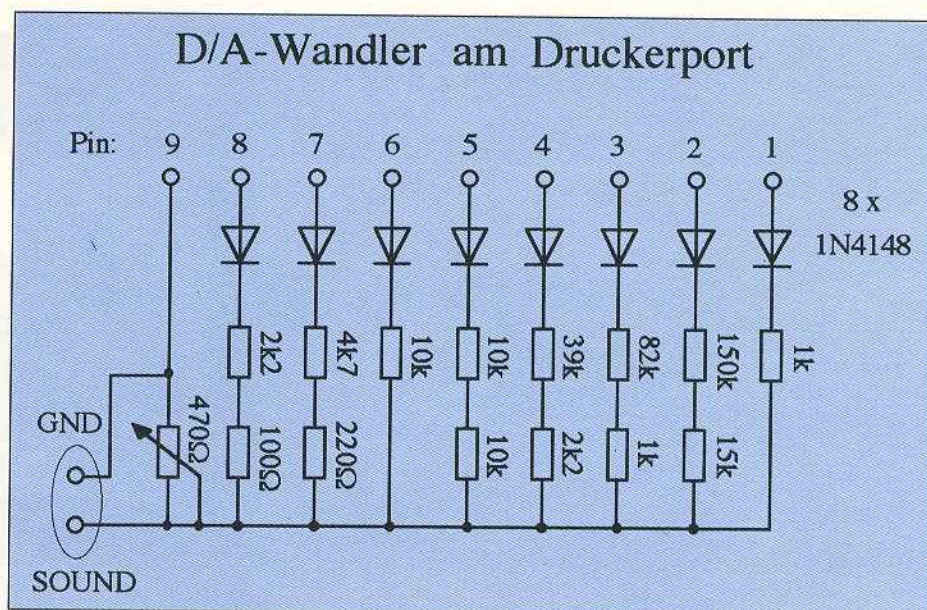 D/A-Wandler am Druckerport
Pin: 9 8 7 6 5 4 3 2 1
8 x
1N4148
2k2
4k7
10k
10k
39k
82k
150k
1k
GND
470Ω
100Ω
220Ω
10k
2k2
1k
15k
SOUND